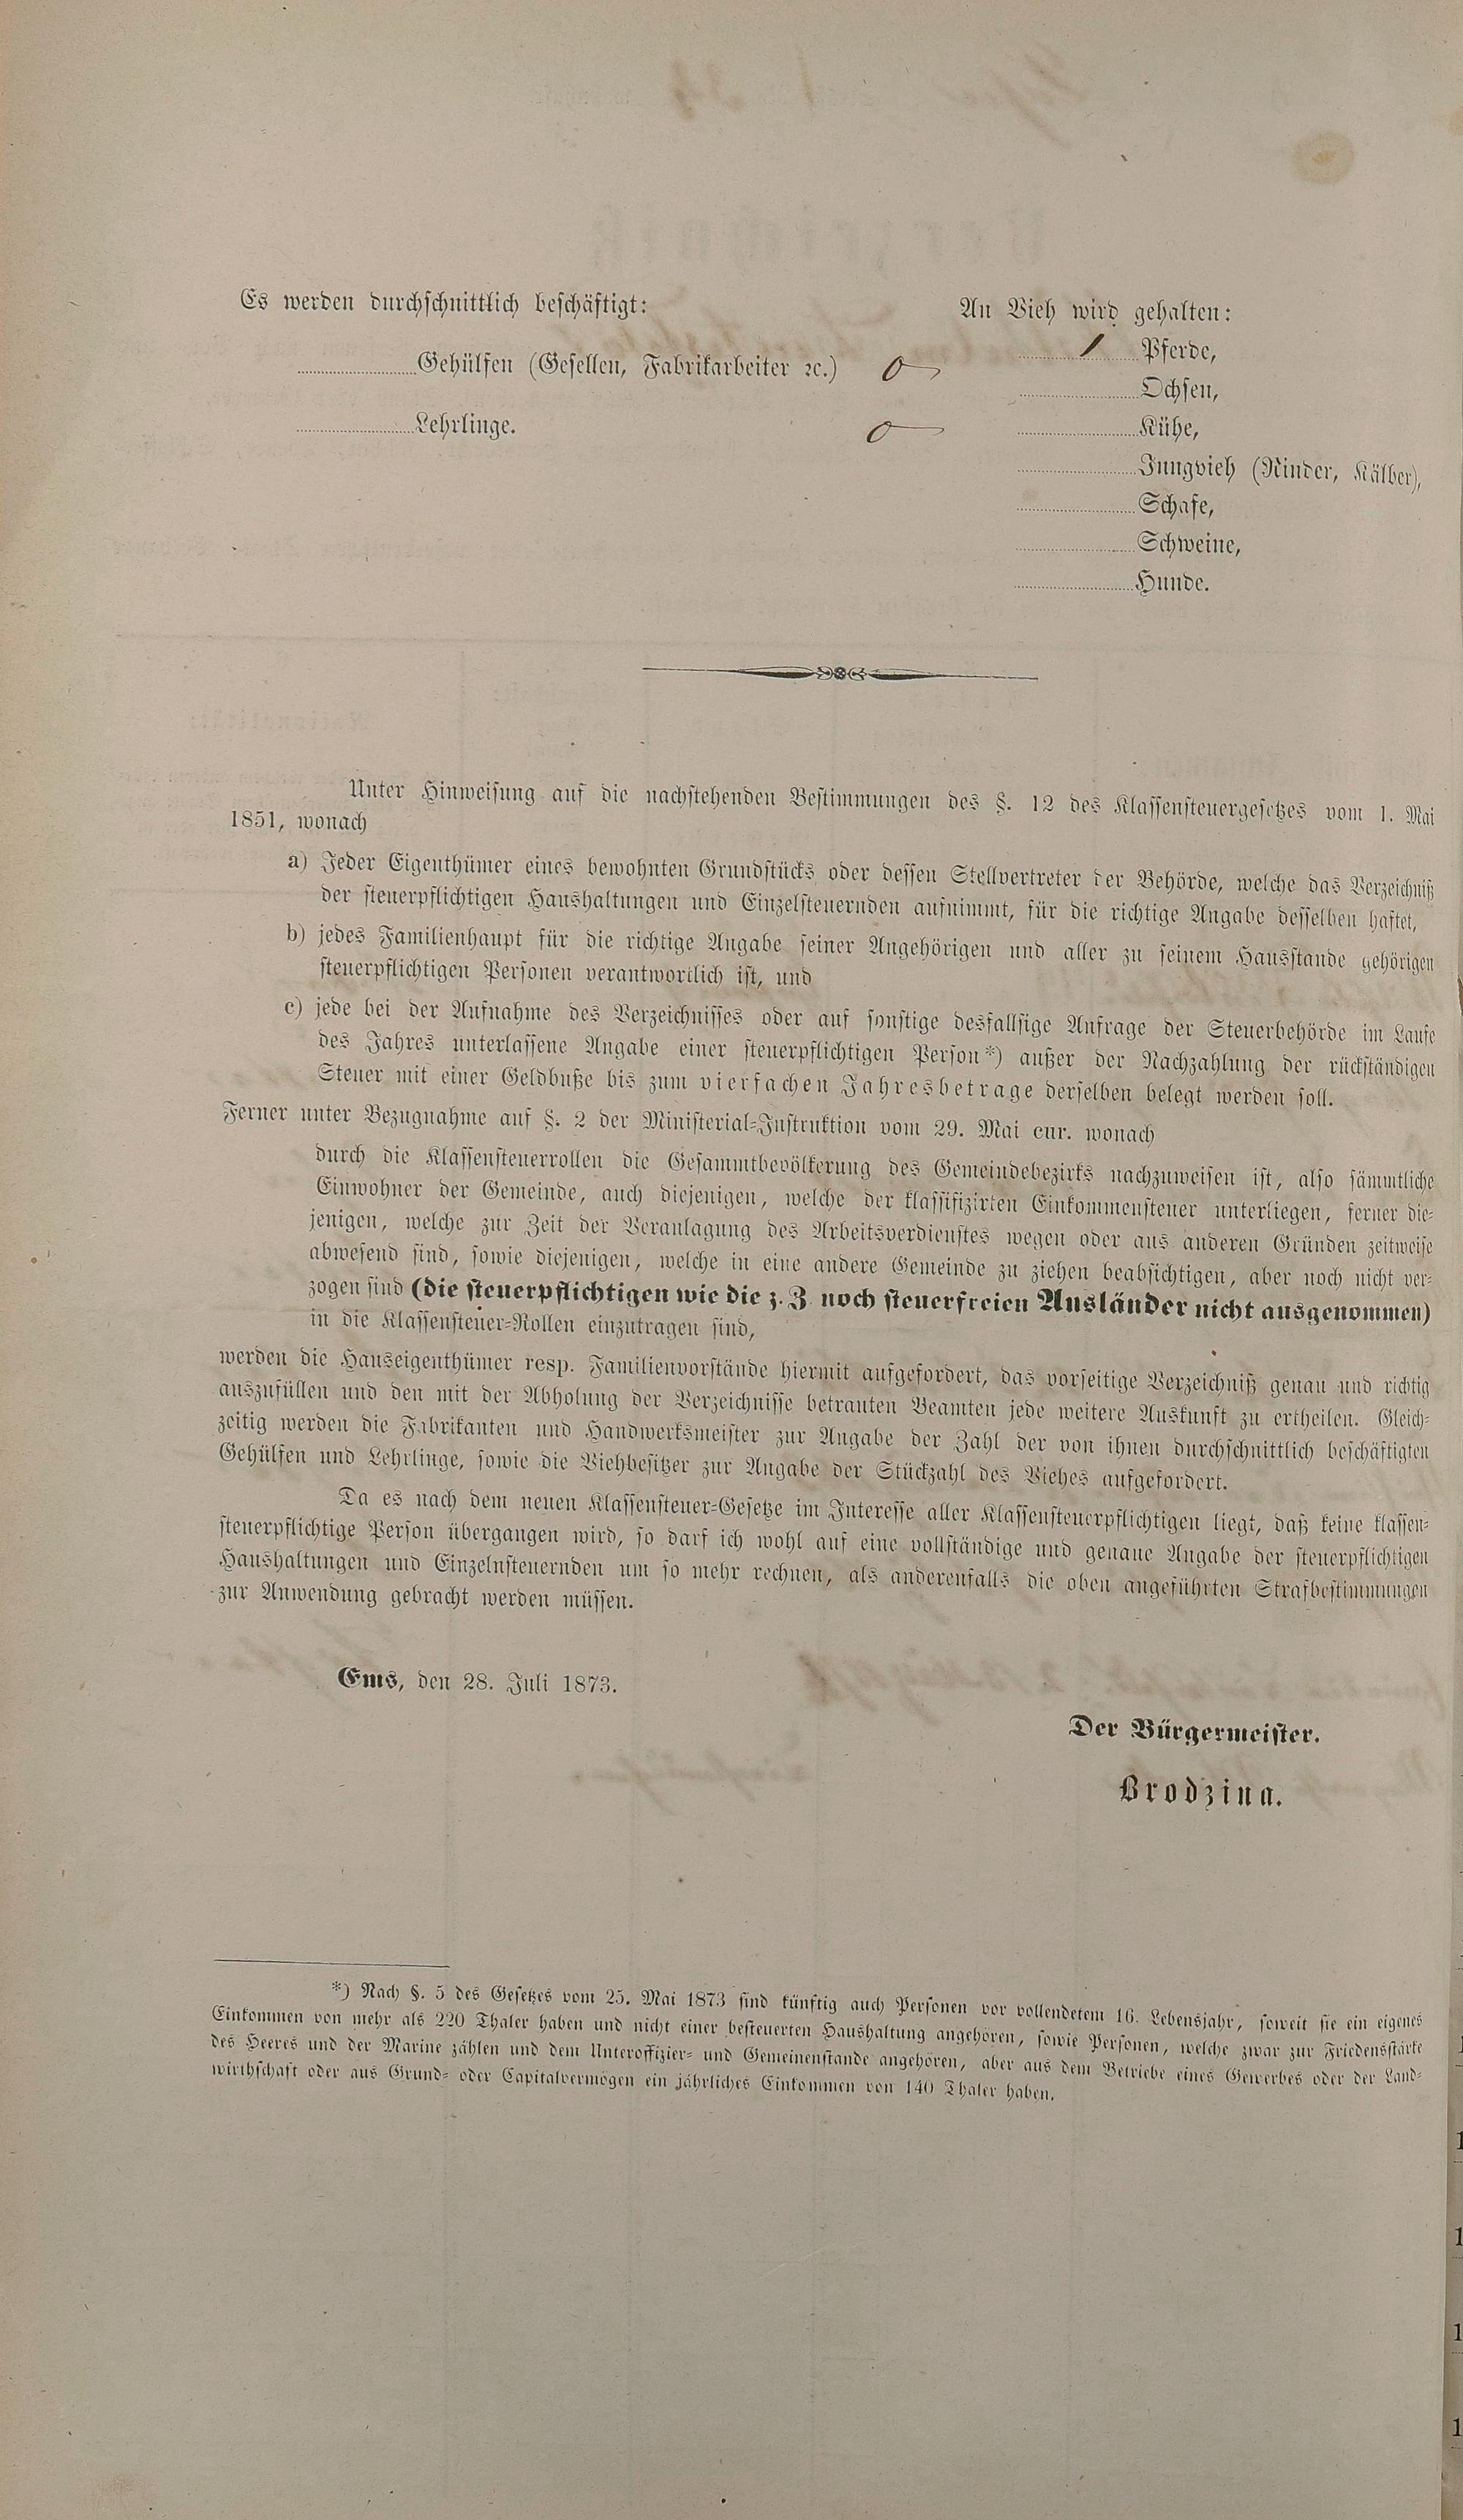 Es werden durchschnittlich beschäftigt:
Gehülfen (Gesellen, Fabrikarbeiter ꝛc.) 0
Lehrlinge. 0
An Vieh wird gehalten:
1 Pferde,
Ochsen,
Kühe,
Jungvieh (Rinder, Kälber),
Schafe,
Schweine,
Hunde.
Unter Hinweisung auf die nachstehenden Bestimmungen des §. 12 des Klassensteuergesetzes vom 1. Mai
1851, wonach
a) Jeder Eigenthümer eines bewohnten Grundstücks oder dessen Stellvertreter der Behörde, welche das Verzeichniß
der steuerpflichtigen Haushaltungen und Einzelsteuernden aufnimmt, für die richtige Angabe desselben haftet,
b) jedes Familienhaupt für die richtige Angabe seiner Angehörigen und aller zu seinem Hausstande gehörigen
steuerpflichtigen Personen verantwortlich ist, und
c) jede bei der Aufnahme des Verzeichnisses oder auf sonstige desfallsige Anfrage der Steuerbehörde im Laufe
des Jahres unterlassene Angabe einer steuerpflichtigen Person*) außer der Nachzahlung der rückständigen
Steuer mit einer Geldbuße bis zum vierfachen Jahresbetrage derselben belegt werden soll.
Ferner unter Bezugnahme auf §. 2 der Ministerial-Instruktion vom 29. Mai cur. wonach
durch die Klassensteuerrollen die Gesammtbevölkerung des Gemeindebezirks nachzuweisen ist, also sämmtliche
Einwohner der Gemeinde, auch diejenigen, welche der klassifizirten Einkommensteuer unterliegen, ferner die-
jenigen, welche zur Zeit der Veranlagung des Arbeitsverdienstes wegen oder aus anderen Gründen zeitweise
abwesend sind, sowie diejenigen, welche in eine andere Gemeinde zu ziehen beabsichtigen, aber noch nicht ver-
zogen sind (die steuerpflichtigen wie die z. Z. noch steuerfreien Ausländer nicht ausgenommen)
in die Klassensteuer-Rollen einzutragen sind,
werden die Hauseigenthümer resp. Familienvorstände hiermit aufgefordert, das vorseitige Verzeichniß genau und richtig
auszufüllen und den mit der Abholung der Verzeichnisse betrauten Beamten jede weitere Auskunft zu ertheilen. Gleich-
zeitig werden die Fabrikanten und Handwerksmeister zur Angabe der Zahl der von ihnen durchschnittlich beschäftigten
Gehülfen und Lehrlinge, sowie die Viehbesitzer zur Angabe der Stückzahl des Viehes aufgefordert.
Da es nach dem neuen Klassensteuer-Gesetze im Interesse aller Klassensteuerpflichtigen liegt, daß keine klassen-
steuerpflichtige Person übergangen wird, so darf ich wohl auf eine vollständige und genaue Angabe der steuerpflichtigen
Haushaltungen und Einzelnsteuernden um so mehr rechnen, als anderenfalls die oben angeführten Strafbestimmungen
zur Anwendung gebracht werden müssen.
Ems, den 28. Juli 1873.
Der Bürgermeister.
Brodzina.
*) Nach §. 5 des Gesetzes vom 25. Mai 1873 sind künftig auch Personen vor vollendetem 16. Lebensjahr, soweit sie ein eigenes
Einkommen von mehr als 220 Thaler haben und nicht einer besteuerten Haushaltung angehören, sowie Personen, welche zwar zur Friedensstärke
des Heeres und der Marine zählen und dem Unteroffizier- und Gemeinenstande angehören, aber aus dem Betriebe eines Gewerbes oder der Land-
wirthschaft oder aus Grund- oder Capitalvermögen ein jährliches Einkommen von 140 Thaler haben.